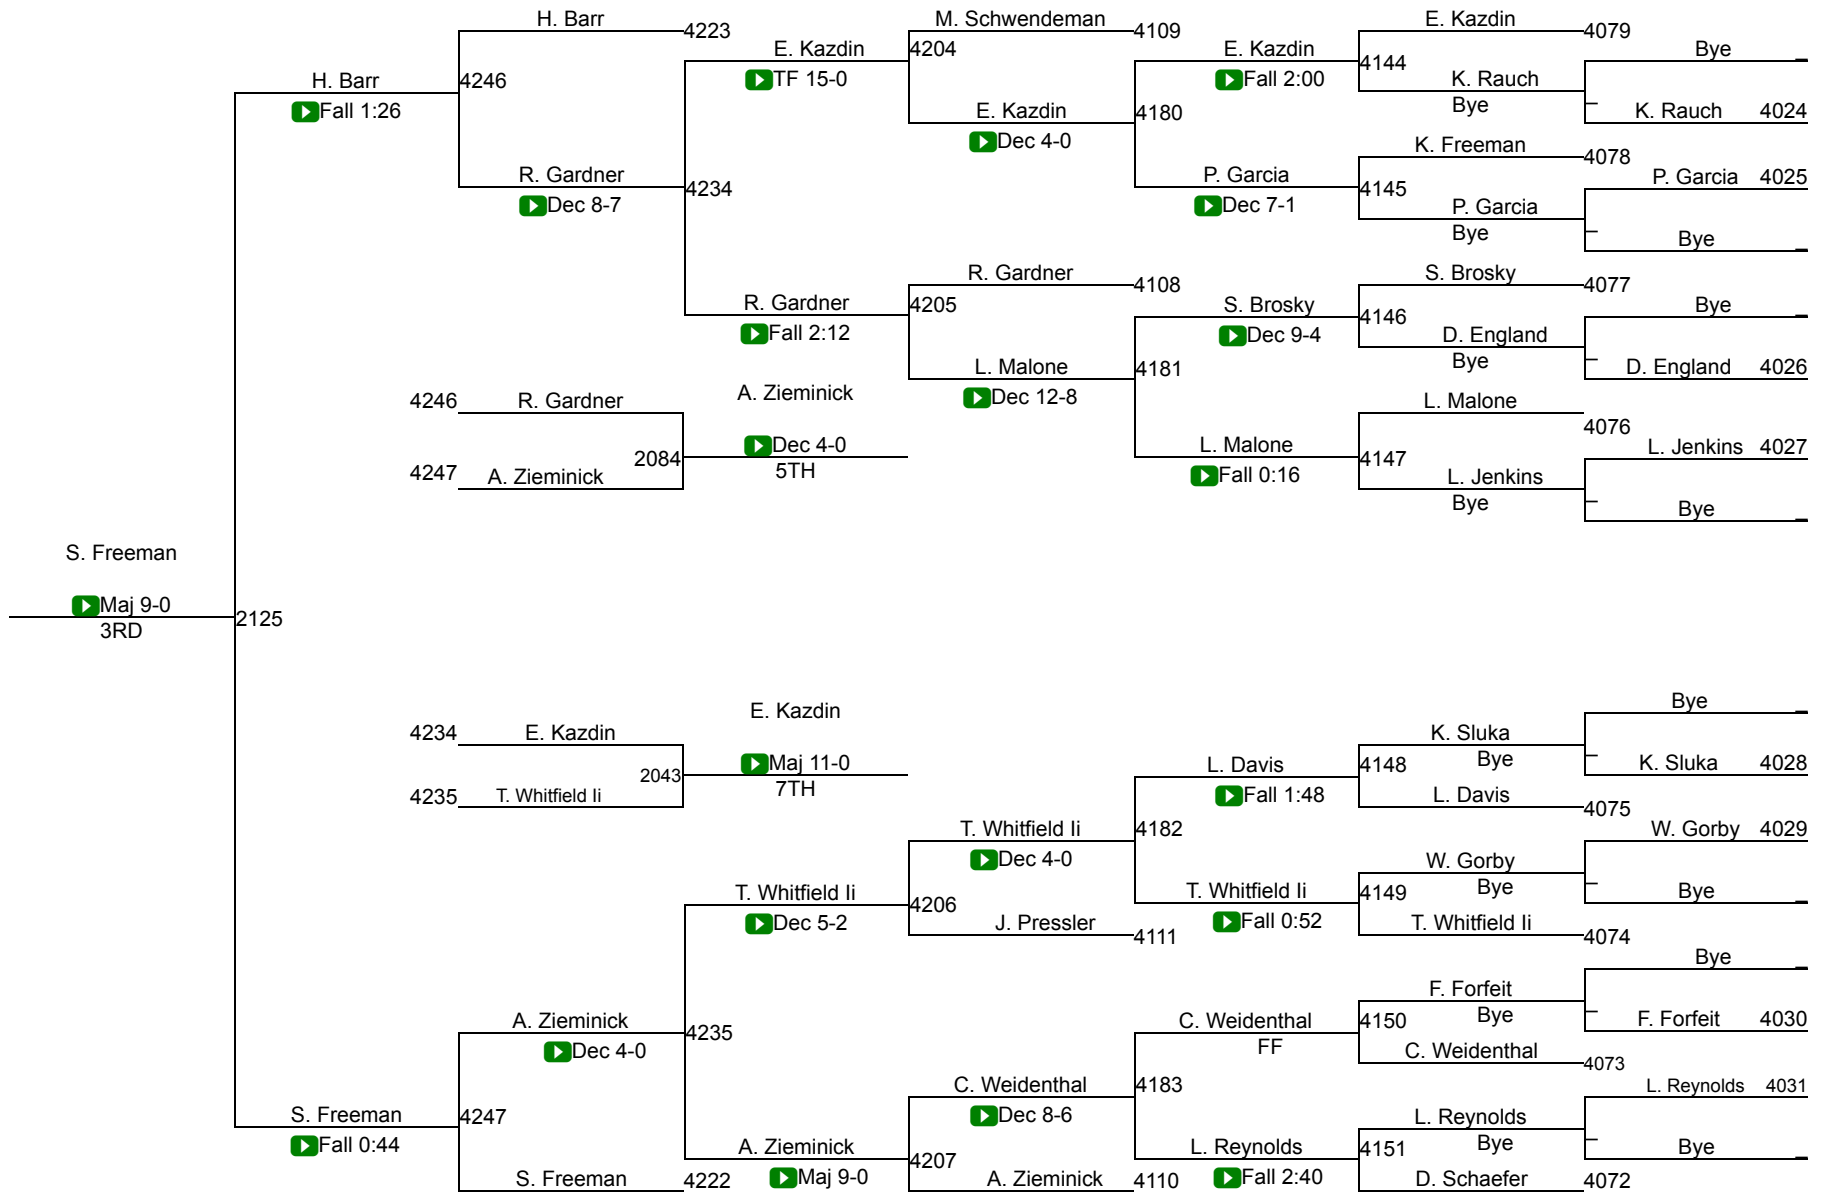 H. Barr
4223
M. Schwendeman
4109
E. Kazdin
4079
Bye
_
E. Kazdin
TF 15-0
4204
E. Kazdin
Fall 2:00
4144
K. Rauch
Bye
_
K. Rauch 4024
H. Barr
Fall 1:26
4246
E. Kazdin
Dec 4-0
4180
K. Freeman
4078
P. Garcia 4025
R. Gardner
Dec 8-7
4234
P. Garcia
Dec 7-1
4145
P. Garcia
Bye
_
Bye
_
R. Gardner
4108
S. Brosky
4077
Bye
_
R. Gardner
Fall 2:12
4205
S. Brosky
Dec 9-4
4146
D. England
Bye
_
D. England 4026
L. Malone
Dec 12-8
4181
4246 R. Gardner
A. Zieminick
L. Malone
4076
L. Jenkins 4027
2084
Dec 4-0
5TH
L. Malone
Fall 0:16
4147
4247 A. Zieminick
L. Jenkins
Bye
_
Bye
_
S. Freeman
Maj 9-0
3RD
2125
Bye
_
4234 E. Kazdin
E. Kazdin
K. Sluka
Bye
_
K. Sluka 4028
2043
Maj 11-0
7TH
L. Davis
Fall 1:48
4148
4235 T. Whitfield Ii
L. Davis
4075
T. Whitfield Ii
Dec 4-0
4182
W. Gorby 4029
T. Whitfield Ii
Dec 5-2
4206
T. Whitfield Ii
Fall 0:52
4149
W. Gorby
Bye
_
Bye
_
J. Pressler
4111
T. Whitfield Ii
4074
Bye
_
A. Zieminick
Dec 4-0
4235
C. Weidenthal
FF
4150
F. Forfeit
Bye
_
F. Forfeit 4030
C. Weidenthal
4073
C. Weidenthal
Dec 8-6
4183
L. Reynolds 4031
S. Freeman
Fall 0:44
4247
A. Zieminick
Maj 9-0
4207
L. Reynolds
Fall 2:40
4151
L. Reynolds
Bye
_
Bye
_
S. Freeman
4222
A. Zieminick
4110
D. Schaefer
4072